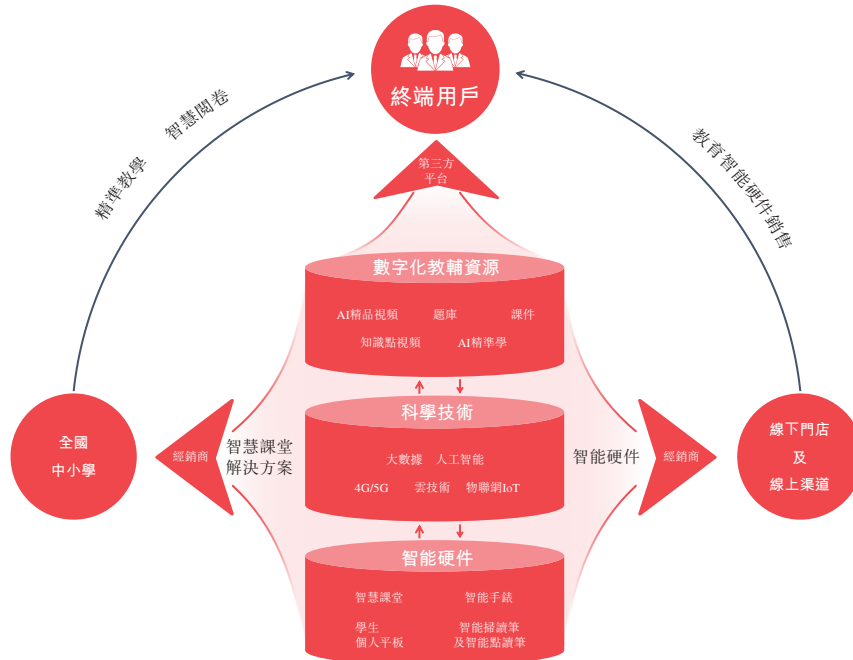 終端用戶
智慧閱卷
精準教學
教育智能硬件銷售
第三方
平台
數字化教輔資源
AI精品視頻 題庫 課件
知識點視頻 AI精準學
科學技術
大數據 人工智能
4G/5G 雲技術 物聯網IoT
全國
中小學
經銷商
智慧課堂
解決方案
智能硬件
經銷商
線下門店
及
線上渠道
智能硬件
智慧課堂 智能手錶
學生
個人平板
智能掃讀筆
及智能點讀筆